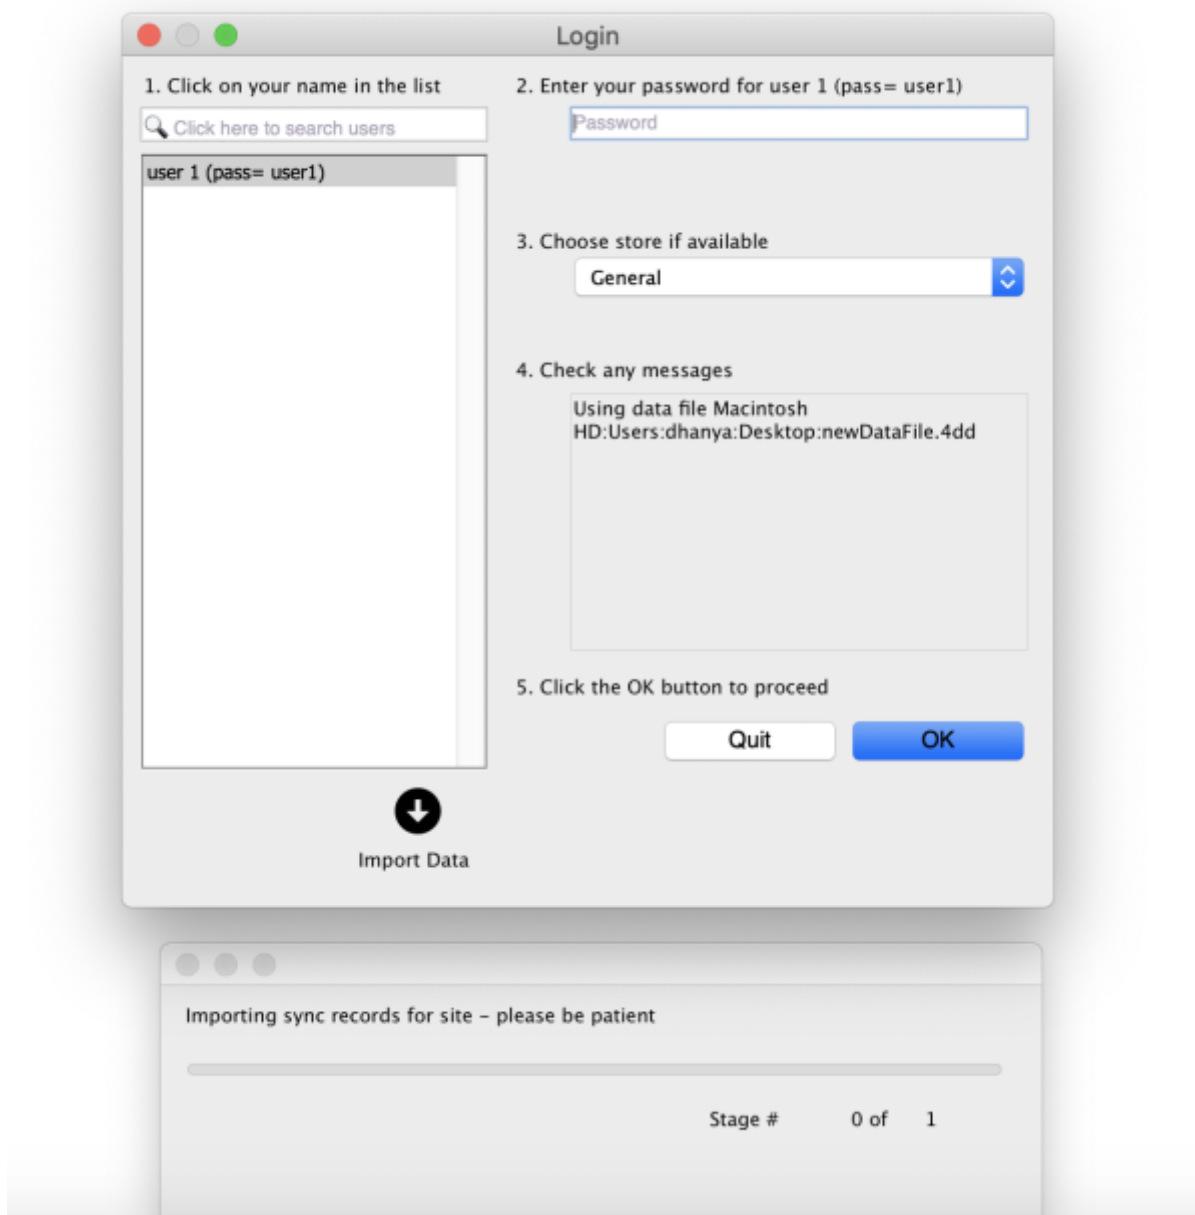 Login
1. Click on your name in the list
Click here to search users
user 1 (pass= user1)
Import Data
2. Enter your password for user 1 (pass= user1)
Password
3. Choose store if available
General
4. Check any messages
Using data file Macintosh
HD:Users:dhanya:Desktop:newDataFile.4dd
5. Click the OK button to proceed
Quit
OK
Importing sync records for site – please be patient
Stage # 0 of 1